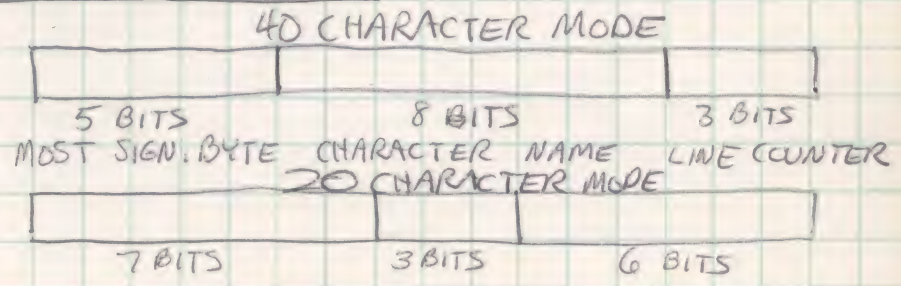 40 CHARACTER MODE
5 BITS 8 BITS 3 BITS
MOST SIGN. BYTE CHARACTER NAME LINE COUNTER
20 CHARACTER MODE
7 BITS 3 BITS 6 BITS